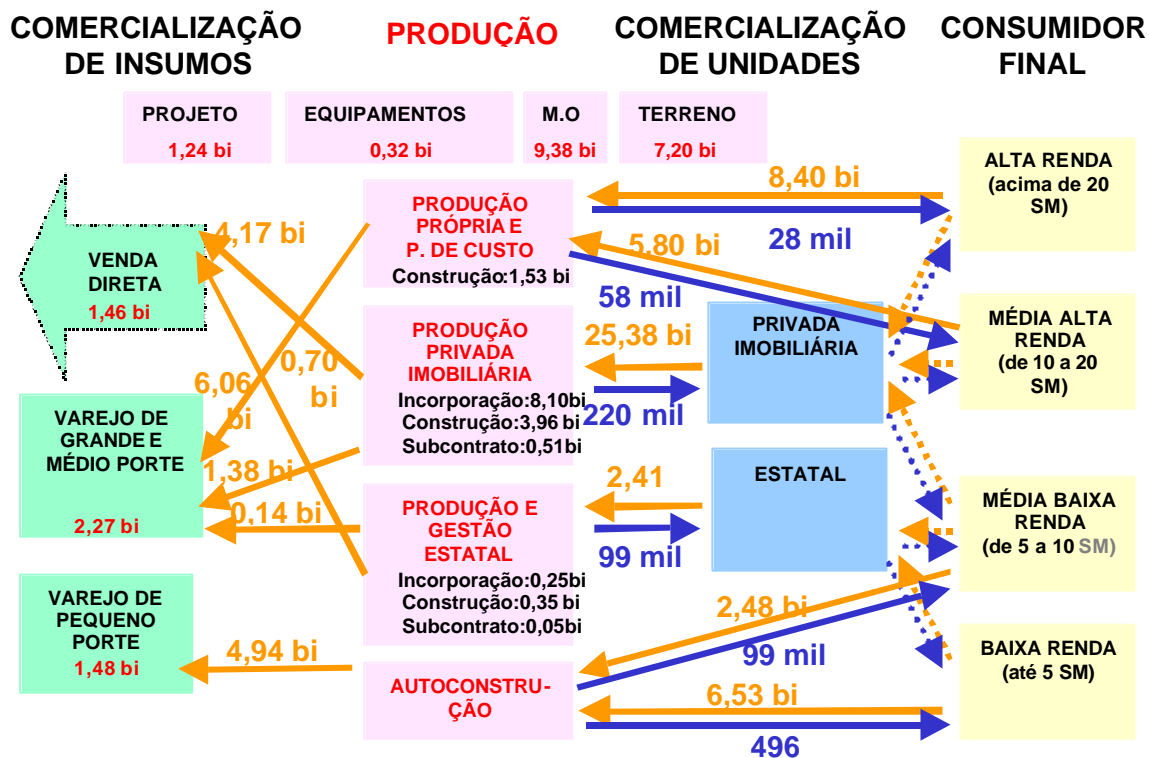 COMERCIALIZAÇÃO
DE INSUMOS
PRODUÇÃO
COMERCIALIZAÇÃO
DE UNIDADES
CONSUMIDOR
FINAL
PROJETO
1,24 bi
EQUIPAMENTOS
0,32 bi
M.O
9,38 bi
TERRENO
7,20 bi
VENDA
DIRETA
1,46 bi
VAREJO DE
GRANDE E
MÉDIO PORTE
2,27 bi
VAREJO DE
PEQUENO
PORTE
1,48 bi
4,17 bi
6,06
bi
0,70
bi
1,38 bi
0,14 bi
4,94 bi
PRODUÇÃO
PRÓPRIA E
P. DE CUSTO
Construção:1,53 bi
PRODUÇÃO
PRIVADA
IMOBILIÁRIA
Incorporação:8,10bi
Construção:3,96 bi
Subcontrato:0,51bi
PRODUÇÃO E
GESTÃO
ESTATAL
Incorporação:0,25bi
Construção:0,35 bi
Subcontrato:0,05bi
AUTOCONSTRU-
ÇÃO
8,40 bi
28 mil
5,80 bi
58 mil
25,38 bi
220 mil
2,41
99 mil
2,48 bi
99 mil
6,53 bi
496
PRIVADA
IMOBILIÁRIA
ESTATAL
ALTA RENDA
(acima de 20
SM)
MÉDIA ALTA
RENDA
(de 10 a 20
SM)
MÉDIA BAIXA
RENDA
(de 5 a 10 SM)
BAIXA RENDA
(até 5 SM)